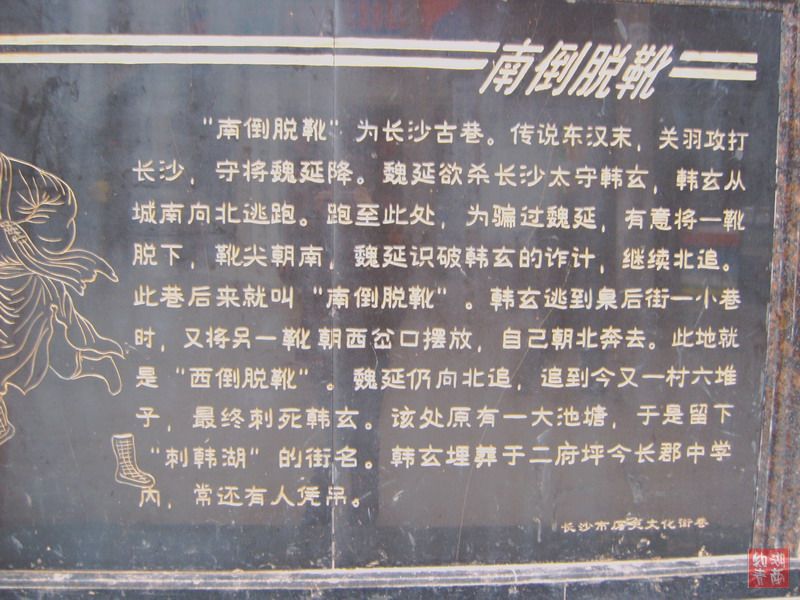 南倒脱靴
“南倒脱靴”为长沙古巷。传说东汉末，关羽攻打
长沙，守将魏延降。魏延欲杀长沙太守韩玄，韩玄从
城南向北逃跑。跑至此处，为骗过魏延，有意将一靴
脱下，靴尖朝南，魏延识破韩玄的诈计，继续北追。
此巷后来就叫“南倒脱靴”。韩玄逃到臬后街一小巷
时，又将另一靴朝西岔口摆放，自己朝北奔去。此地就
是“西倒脱靴”。魏延仍向北追，追到今又一村六堆
子，最终刺死韩玄。该处原有一大池塘，于是留下
“刺韩湖”的街名。韩玄埋葬于二府坪今长郡中学
内，常还有人凭吊。
长沙市历史文化街巷